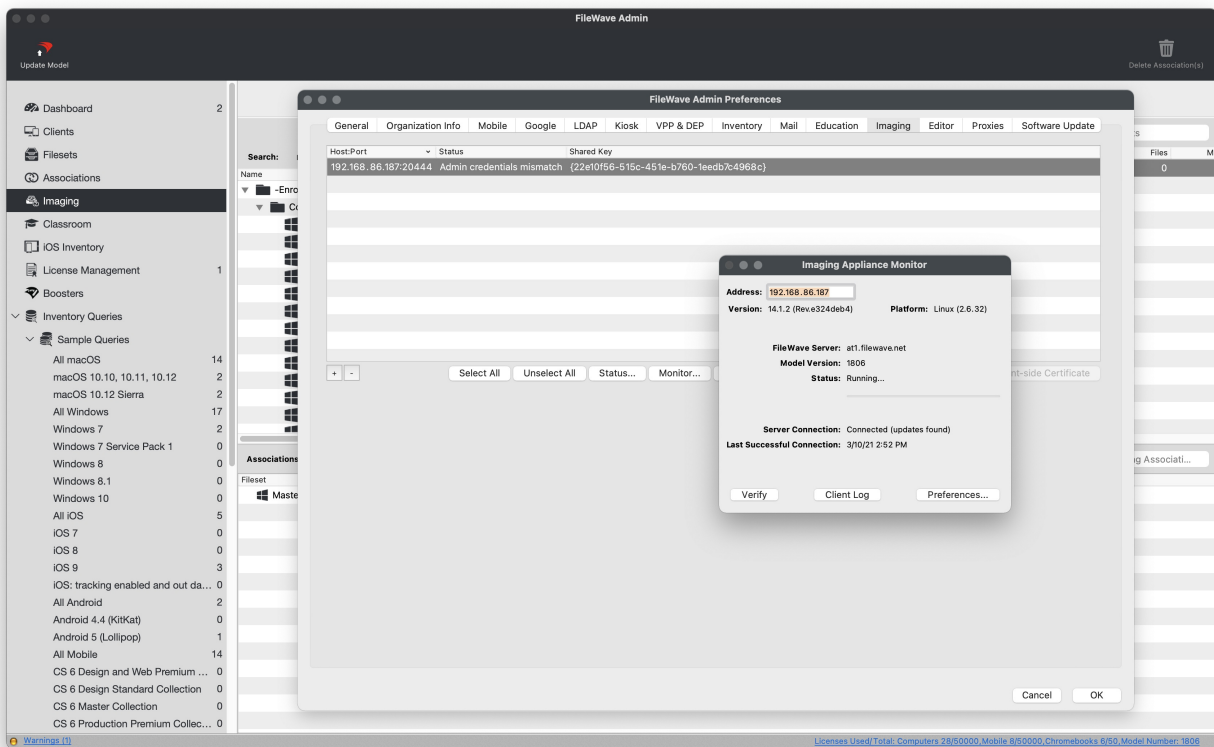 FileWave Admin
Update Model
Delete Association(s)
Dashboard 2
Clients
Filesets
Associations
Imaging
Classroom
iOS Inventory
License Management 1
Boosters
Inventory Queries
Sample Queries
All macOS 14
macOS 10.10, 10.11, 10.12 2
macOS 10.12 Sierra 2
All Windows 17
Windows 7 2
Windows 7 Service Pack 1 0
Windows 8 0
Windows 8.1 0
Windows 10 0
All iOS 5
iOS 7 0
iOS 8 0
iOS 9 3
iOS: tracking enabled and out da... 0
All Android 2
Android 4.4 (KitKat) 0
Android 5 (Lollipop) 1
All Mobile 14
CS 6 Design and Web Premium ... 0
CS 6 Design Standard Collection 0
CS 6 Master Collection 0
CS 6 Production Premium Collec... 0
Search:
Name
-Enro
Co
Associations
Fileset
Maste
FileWave Admin Preferences
General Organization Info Mobile Google LDAP Kiosk VPP & DEP Inventory Mail Education Imaging Editor Proxies Software Update
Host:Port Status Shared Key
192.168.86.187:20444 Admin credentials mismatch {22e10f56-515c-451e-b760-1eedb7c4968c}
+ - Select All Unselect All Status... Monitor... nt-side Certificate
Imaging Appliance Monitor
Address: 192.168.86.187
Version: 14.1.2 (Rev.e324deb4) Platform: Linux (2.6.32)
FileWave Server: at1.filewave.net
Model Version: 1806
Status: Running...
Server Connection: Connected (updates found)
Last Successful Connection: 3/10/21 2:52 PM
Verify Client Log Preferences...
Cancel OK
s
Files M
0
g Associati...
Warnings (1)
Licenses Used/Total: Computers 28/50000,Mobile 8/50000,Chromebooks 6/50,Model Number: 1806